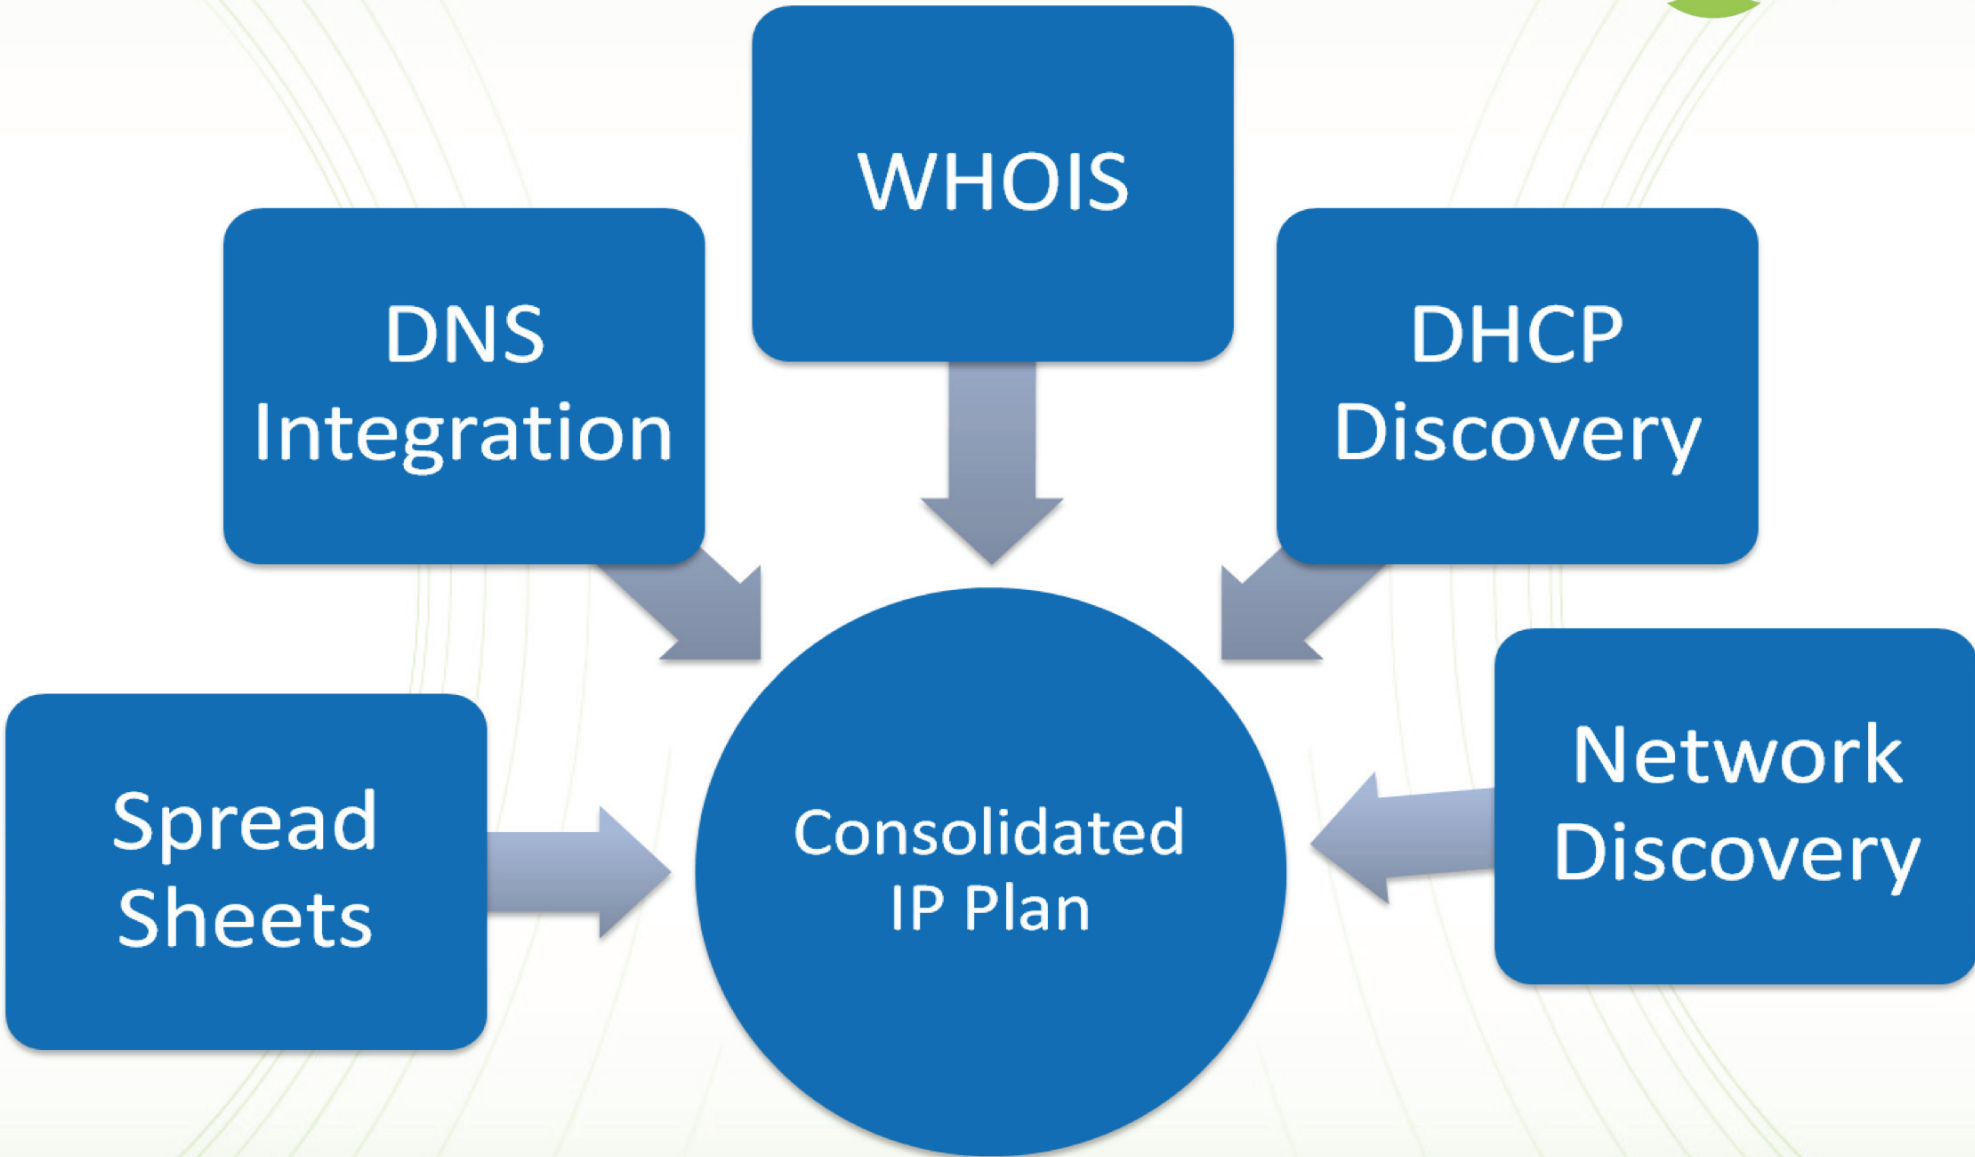 WHOIS
DNS
Integration
DHCP
Discovery
Spread
Sheets
Consolidated
IP Plan
Network
Discovery